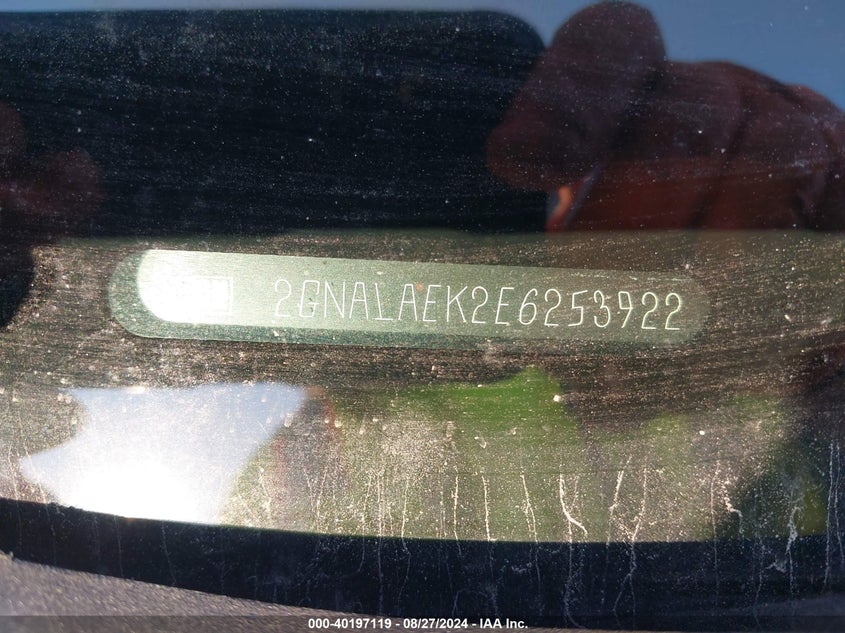 2GNALAEK2E6253922
000-40197119 - 08/27/2024 - IAA Inc.